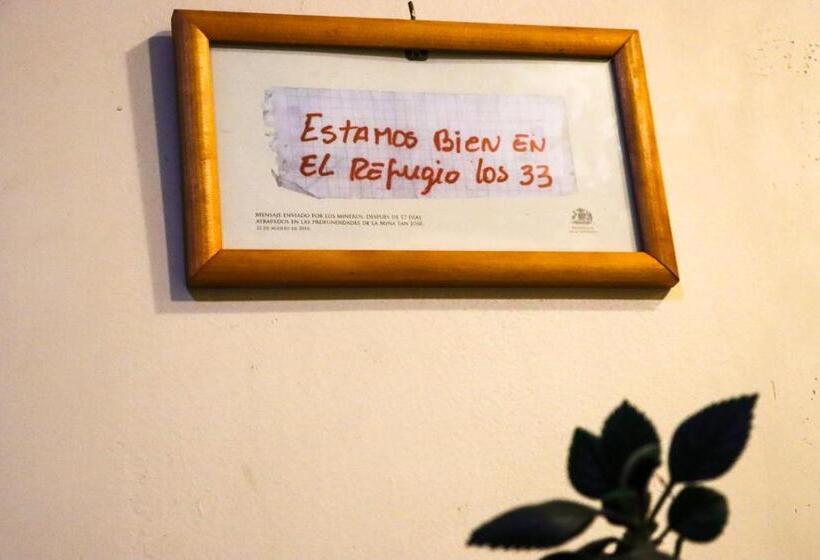 Estamos Bien En
El Refugio los 33
MENSAJE ENVIADO POR LOS MINEROS, DESPUÉS DE 17 DÍAS
ATRAPADOS EN LAS PROFUNDIDADES DE LA MINA SAN JOSÉ.
22 DE AGOSTO DE 2010